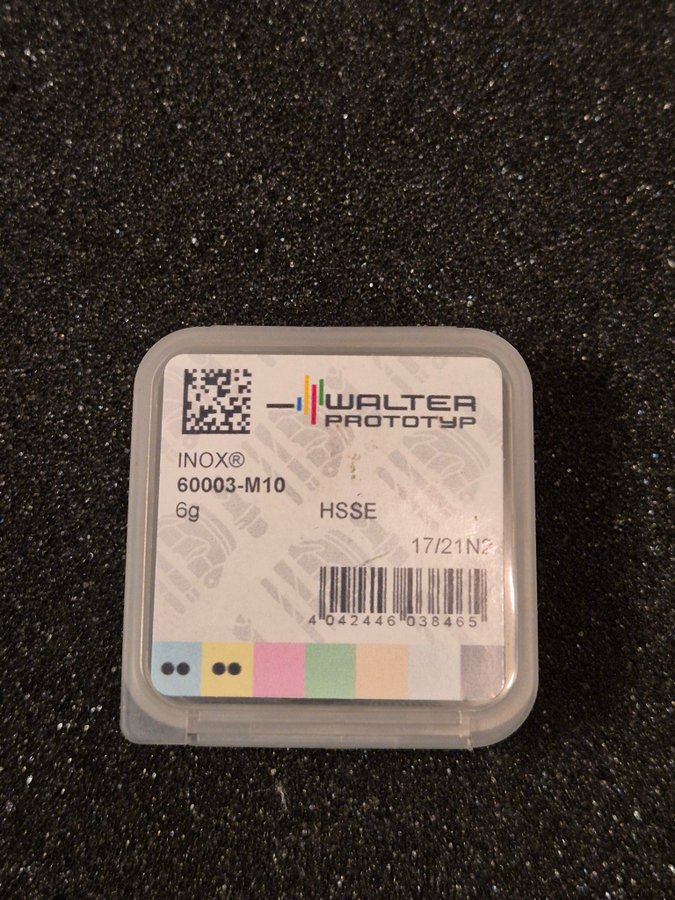 WALTER
PROTOTYP
INOX®
60003-M10
6g HSSE
17/21N2
4 042446 038465